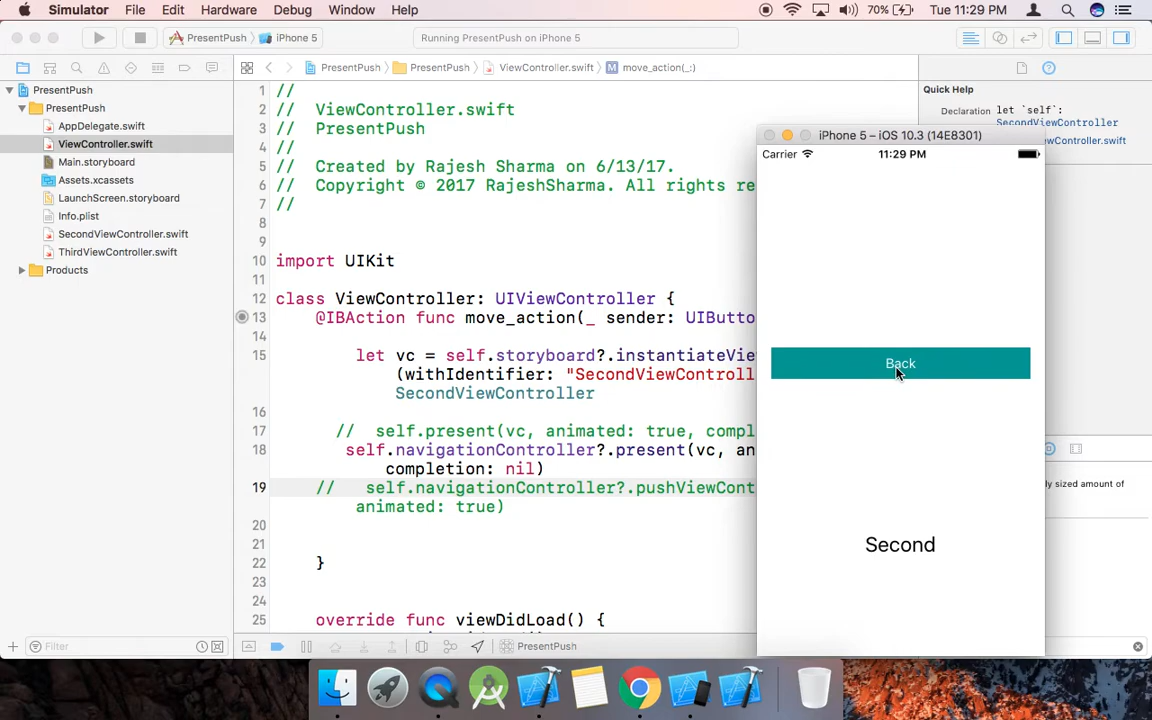 Simulator File Edit Hardware Debug Window Help 70% Tue 11:29 PM
PresentPush iPhone 5 Running PresentPush on iPhone 5
PresentPush PresentPush ViewController.swift M move_action(_:)
PresentPush
PresentPush
AppDelegate.swift
ViewController.swift
Main.storyboard
Assets.xcassets
LaunchScreen.storyboard
Info.plist
SecondViewController.swift
ThirdViewController.swift
Products
Filter
1 //
2 // ViewController.swift
3 // PresentPush
4 //
5 // Created by Rajesh Sharma on 6/13/17.
6 // Copyright © 2017 RajeshSharma. All rights re
7 //
8
9
10 import UIKit
11
12 class ViewController: UIViewController {
13 @IBAction func move_action(_ sender: UIButto
14
15 let vc = self.storyboard?.instantiateVie
(withIdentifier: "SecondViewControll
SecondViewController
16
17 // self.present(vc, animated: true, compl
18 self.navigationController?.present(vc, an
completion: nil)
19 // self.navigationController?.pushViewCont
animated: true)
20
21
22 }
23
24
25 override func viewDidLoad() {
PresentPush
Quick Help
Declaration let `self`:
SecondViewController
wController.swift
ly sized amount of
iPhone 5 – iOS 10.3 (14E8301)
Carrier 11:29 PM
Back
Second